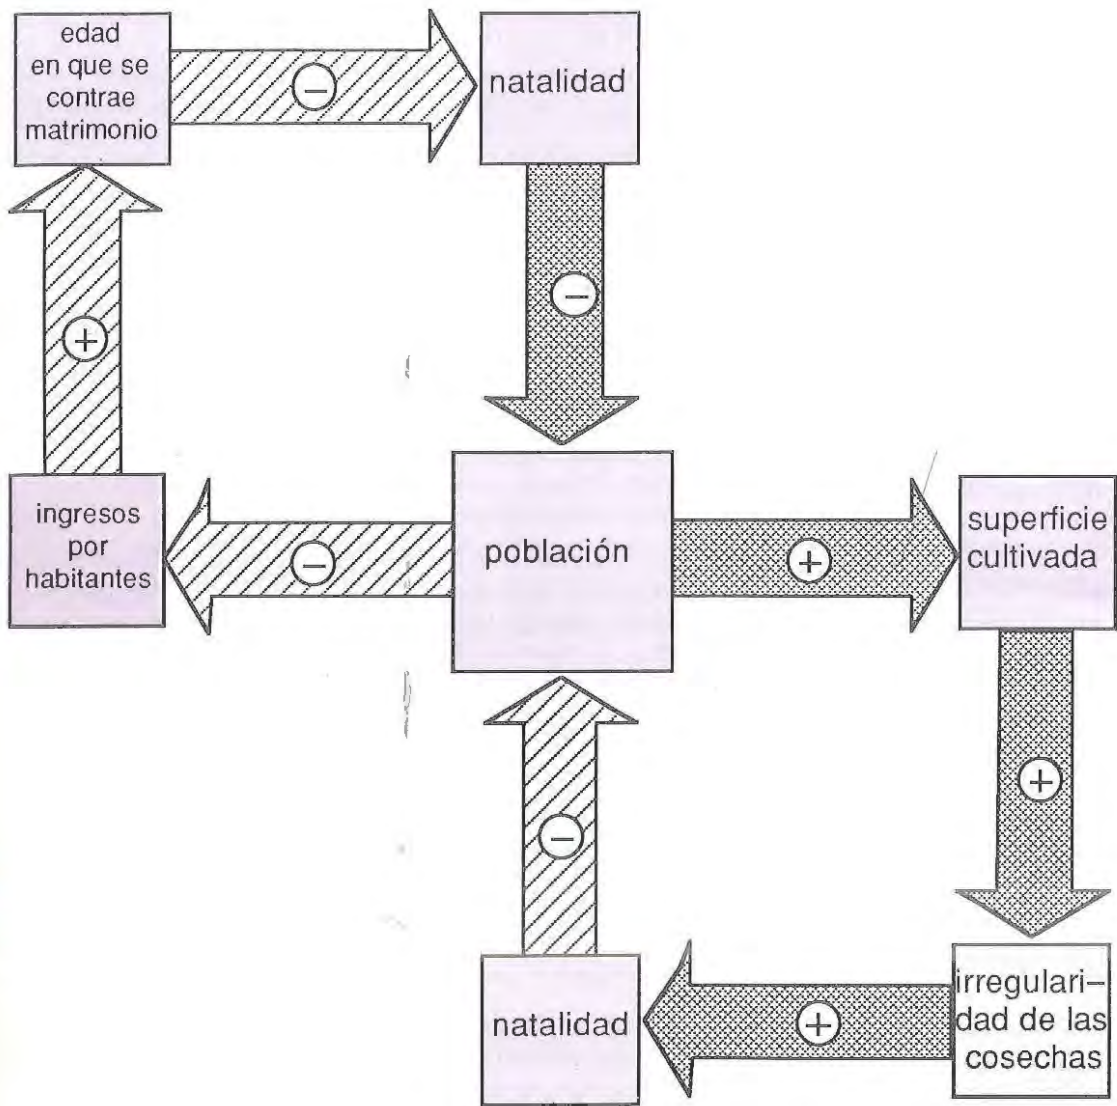 edad
en que se
contrae
matrimonio
−
natalidad
−
+
ingresos
por
habitantes
−
población
+
superficie
cultivada
+
−
natalidad
+
irregulari–
dad de las
cosechas